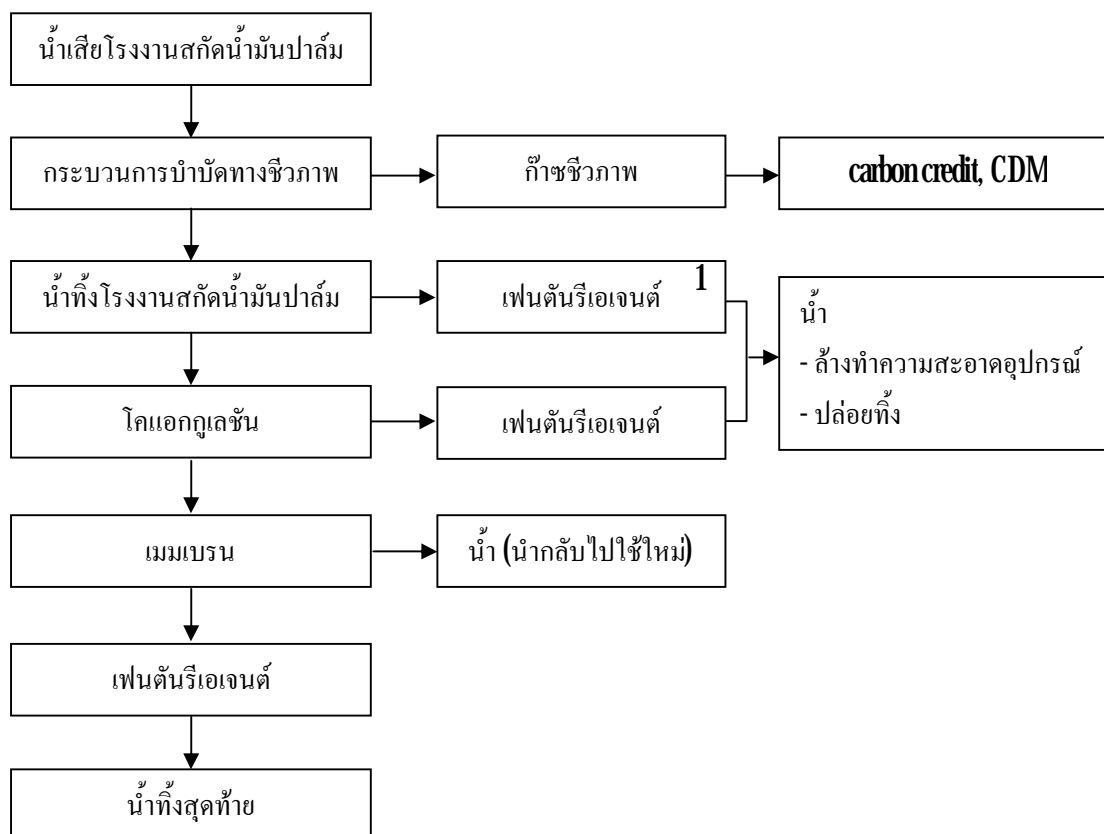 น้ำเสียโรงงานสกัดน้ำมันปาล์ม
กระบวนการบำบัดทางชีวภาพ
ก๊าซชีวภาพ
carbon credit, CDM
น้ำทิ้งโรงงานสกัดน้ำมันปาล์ม
เฟนตันรีเอเจนต์ 1
น้ำ
- ล้างทำความสะอาดอุปกรณ์
- ปล่อยทิ้ง
โคแอกกูเลชัน
เฟนตันรีเอเจนต์
เมมเบรน
น้ำ (นำกลับไปใช้ใหม่)
เฟนตันรีเอเจนต์
น้ำทิ้งสุดท้าย